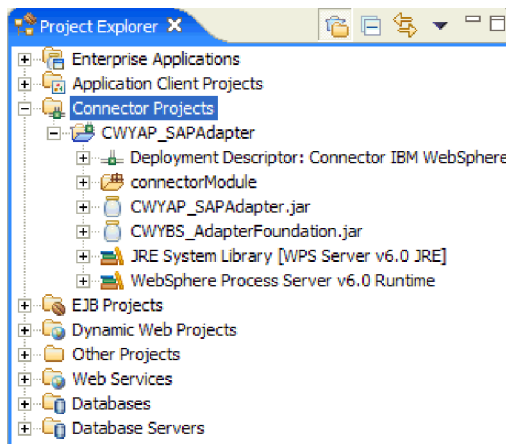 Project Explorer
Enterprise Applications
Application Client Projects
Connector Projects
CWYAP_SAPAdapter
Deployment Descriptor: Connector IBM WebSphere
connectorModule
CWYAP_SAPAdapter.jar
CWYBS_AdapterFoundation.jar
JRE System Library [WPS Server v6.0 JRE]
WebSphere Process Server v6.0 Runtime
EJB Projects
Dynamic Web Projects
Other Projects
Web Services
Databases
Database Servers